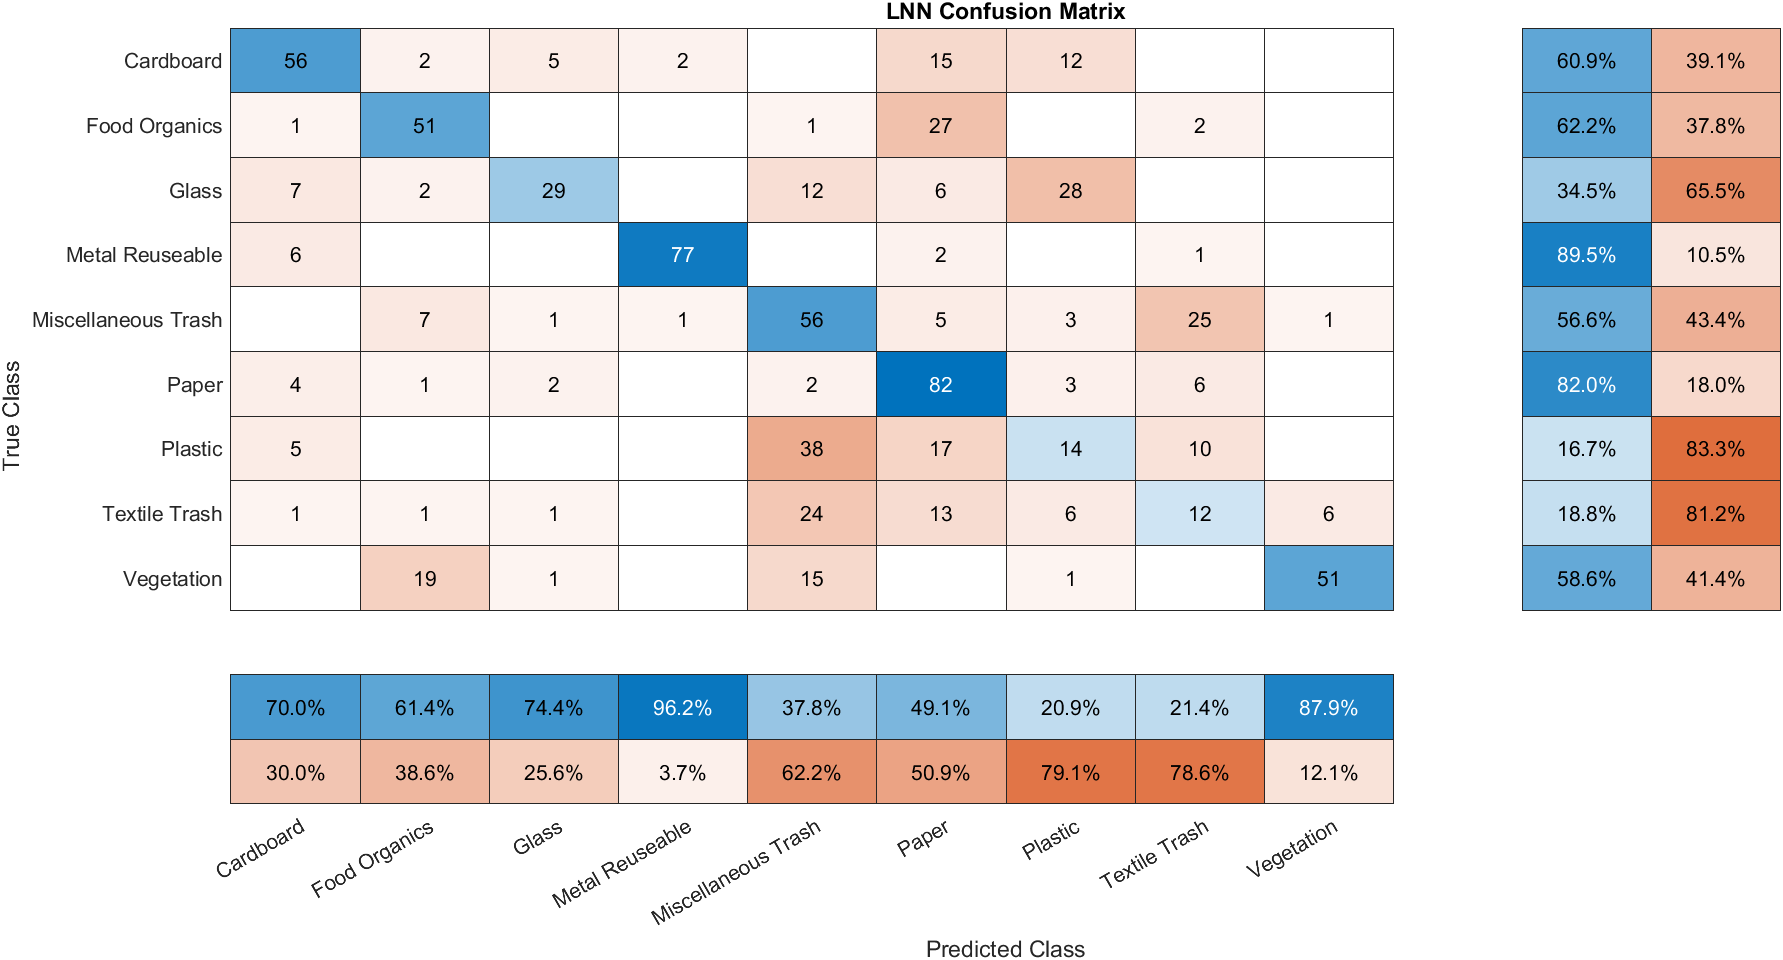 LNN Confusion Matrix
Cardboard 56 2 5 2 15 12 60.9% 39.1%
Food Organics 1 51 1 27 2 62.2% 37.8%
Glass 7 2 29 12 6 28 34.5% 65.5%
Metal Reuseable 6 77 2 1 89.5% 10.5%
Miscellaneous Trash 7 1 1 56 5 3 25 1 56.6% 43.4%
Paper 4 1 2 2 82 3 6 82.0% 18.0%
Plastic 5 38 17 14 10 16.7% 83.3%
Textile Trash 1 1 1 24 13 6 12 6 18.8% 81.2%
Vegetation 19 1 15 1 51 58.6% 41.4%
True Class
70.0% 61.4% 74.4% 96.2% 37.8% 49.1% 20.9% 21.4% 87.9%
30.0% 38.6% 25.6% 3.7% 62.2% 50.9% 79.1% 78.6% 12.1%
Cardboard Food Organics Glass Metal Reuseable Miscellaneous Trash Paper Plastic Textile Trash Vegetation
Predicted Class